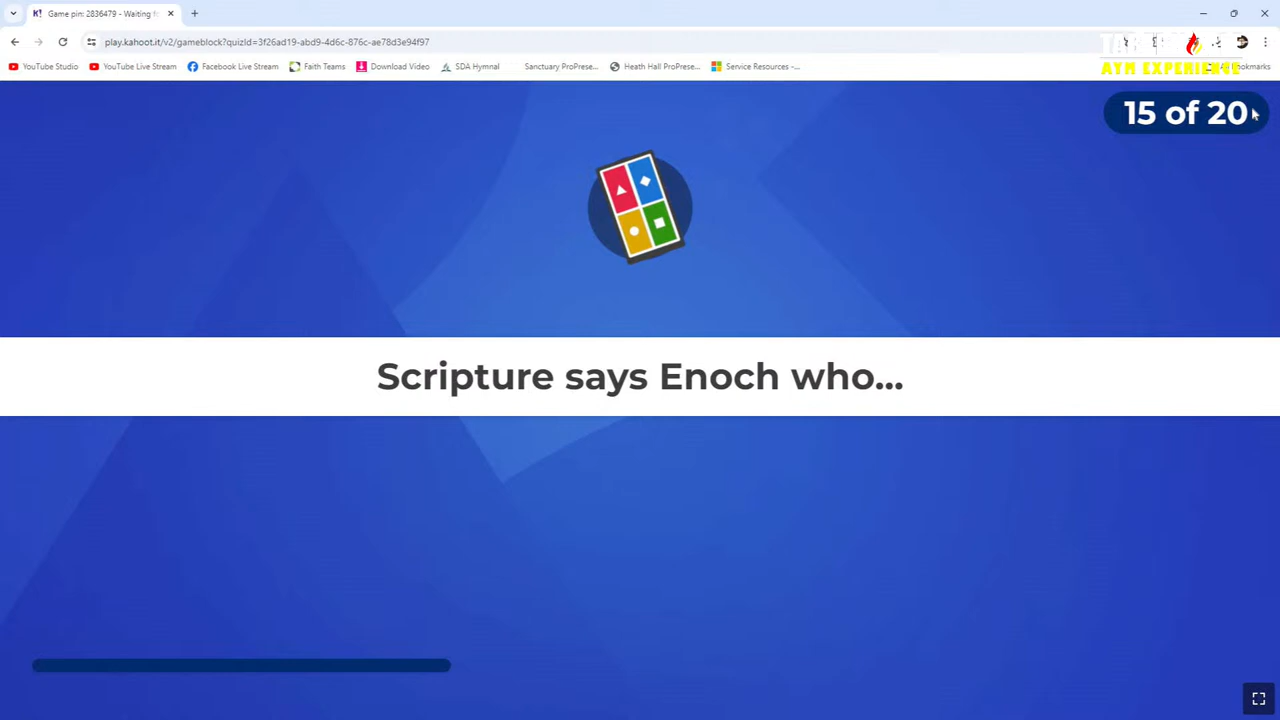 Game pin: 2836479 - Waiting f
play.kahoot.it/v2/gameblock?quizId=3f26ad19-abd9-4d6c-876c-ae78d3e94f97
YouTube Studio
YouTube Live Stream
Facebook Live Stream
Faith Teams
Download Video
SDA Hymnal
Sanctuary ProPrese...
Heath Hall ProPrese...
Service Resources -...
Bookmarks
AYM EXPERIENCE
15 of 20
Scripture says Enoch who...